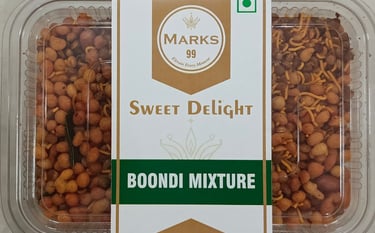 MARKS
99
SWEET DELIGHT
BOONDI MIXTURE